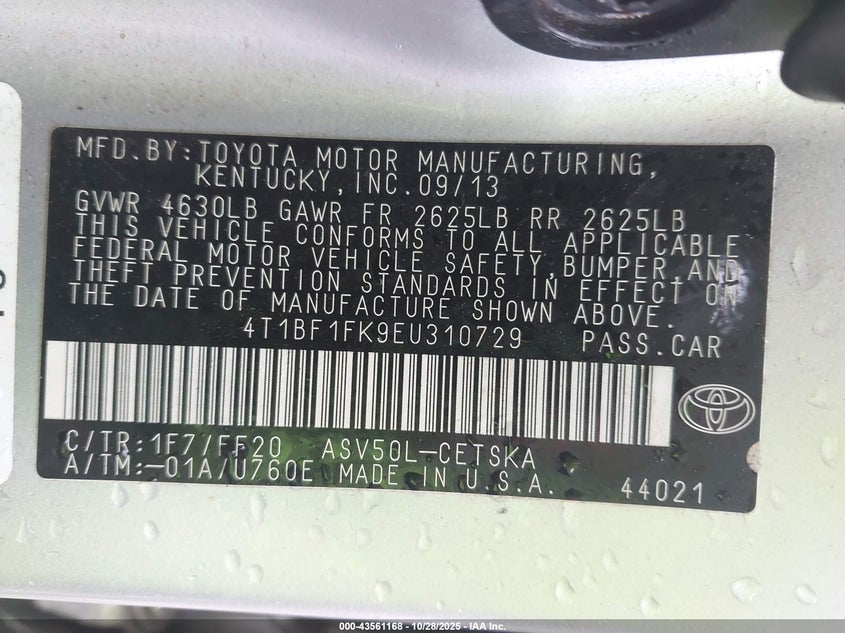 MFD.BY:TOYOTA MOTOR MANUFACTURING,
KENTUCKY, INC.09/13
GVWR 4630LB GAWR FR 2625LB RR 2625LB
THIS VEHICLE CONFORMS TO ALL APPLICABLE
FEDERAL MOTOR VEHICLE SAFETY,BUMPER,AND
THEFT PREVENTION STANDARDS IN EFFECT ON
THE DATE OF MANUFACTURE SHOWN ABOVE.
4T1BF1FK9EU310729 PASS.CAR
C/TR:1F7/FF20 ASV50L-CETSKA
A/TM:-01A/U760E MADE IN U.S.A. 44021
000-43561168 - 10/28/2025 - IAA Inc.